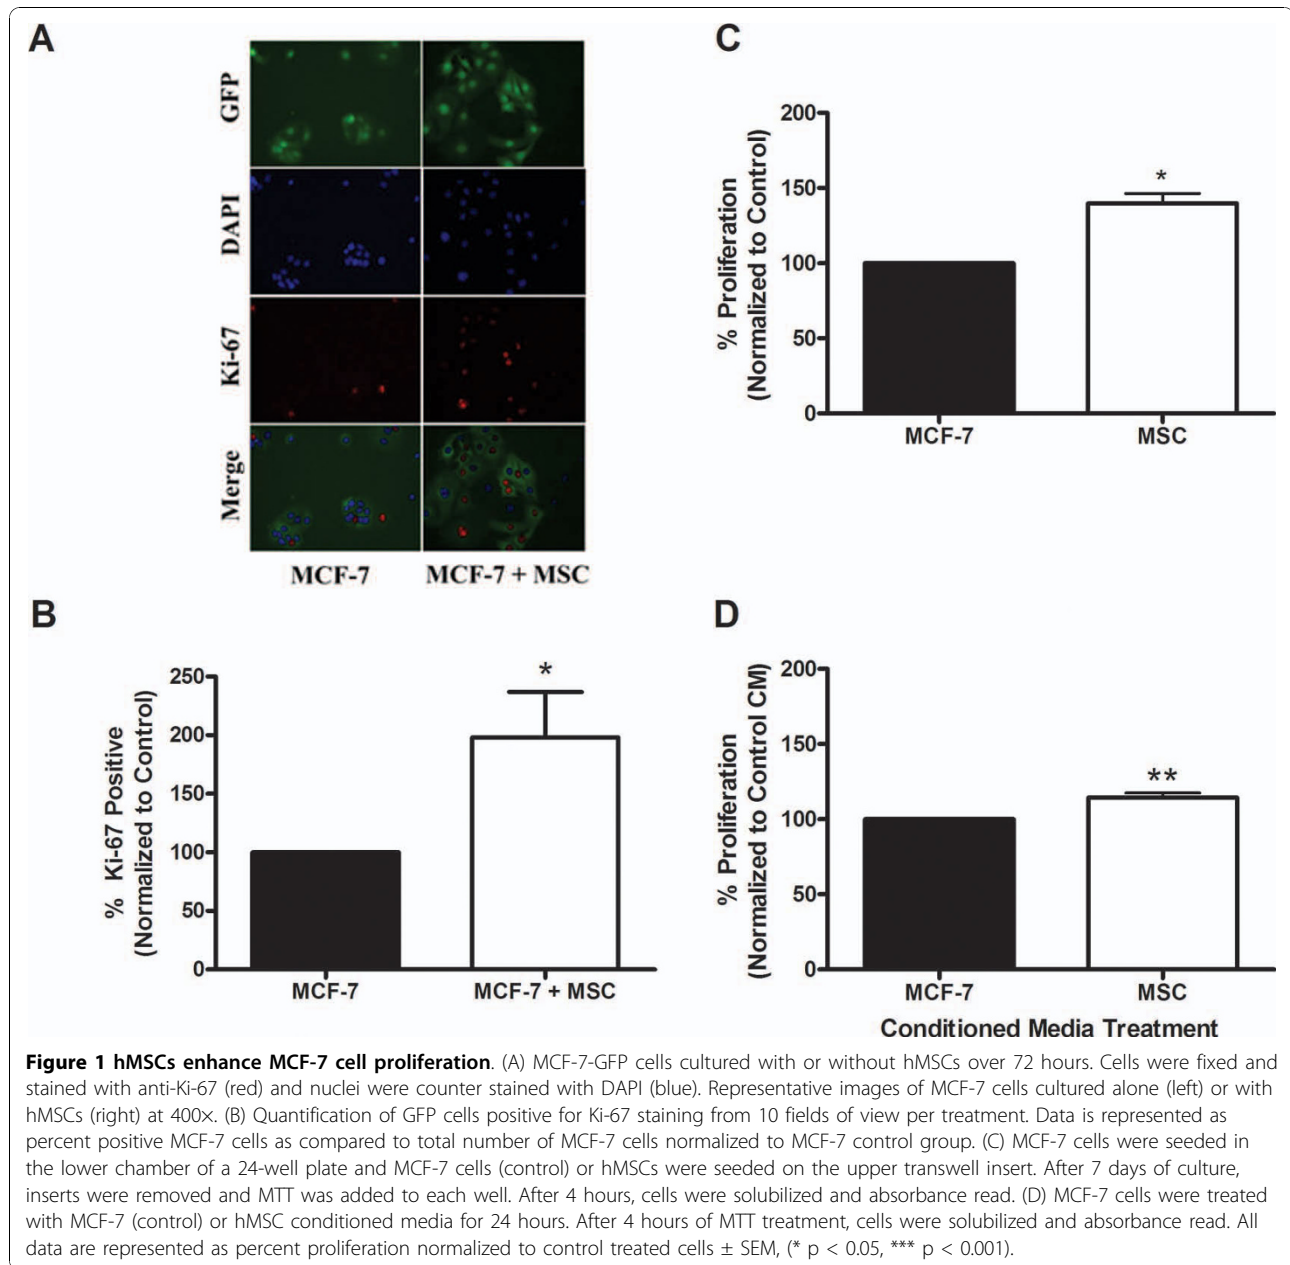 A
GFP
DAPI
Ki-67
Merge
MCF-7
MCF-7 + MSC
B
% Ki-67 Positive
(Normalized to Control)
250
200
150
100
50
0
*
MCF-7
MCF-7 + MSC
C
% Proliferation
(Normalized to Control)
200
150
100
50
0
*
MCF-7
MSC
D
% Proliferation
(Normalized to Control CM)
200
150
100
50
0
**
MCF-7
MSC
Conditioned Media Treatment
Figure 1 hMSCs enhance MCF-7 cell proliferation. (A) MCF-7-GFP cells cultured with or without hMSCs over 72 hours. Cells were fixed and
stained with anti-Ki-67 (red) and nuclei were counter stained with DAPI (blue). Representative images of MCF-7 cells cultured alone (left) or with
hMSCs (right) at 400×. (B) Quantification of GFP cells positive for Ki-67 staining from 10 fields of view per treatment. Data is represented as
percent positive MCF-7 cells as compared to total number of MCF-7 cells normalized to MCF-7 control group. (C) MCF-7 cells were seeded in
the lower chamber of a 24-well plate and MCF-7 cells (control) or hMSCs were seeded on the upper transwell insert. After 7 days of culture,
inserts were removed and MTT was added to each well. After 4 hours, cells were solubilized and absorbance read. (D) MCF-7 cells were treated
with MCF-7 (control) or hMSC conditioned media for 24 hours. After 4 hours of MTT treatment, cells were solubilized and absorbance read. All
data are represented as percent proliferation normalized to control treated cells ± SEM, (* p < 0.05, *** p < 0.001).